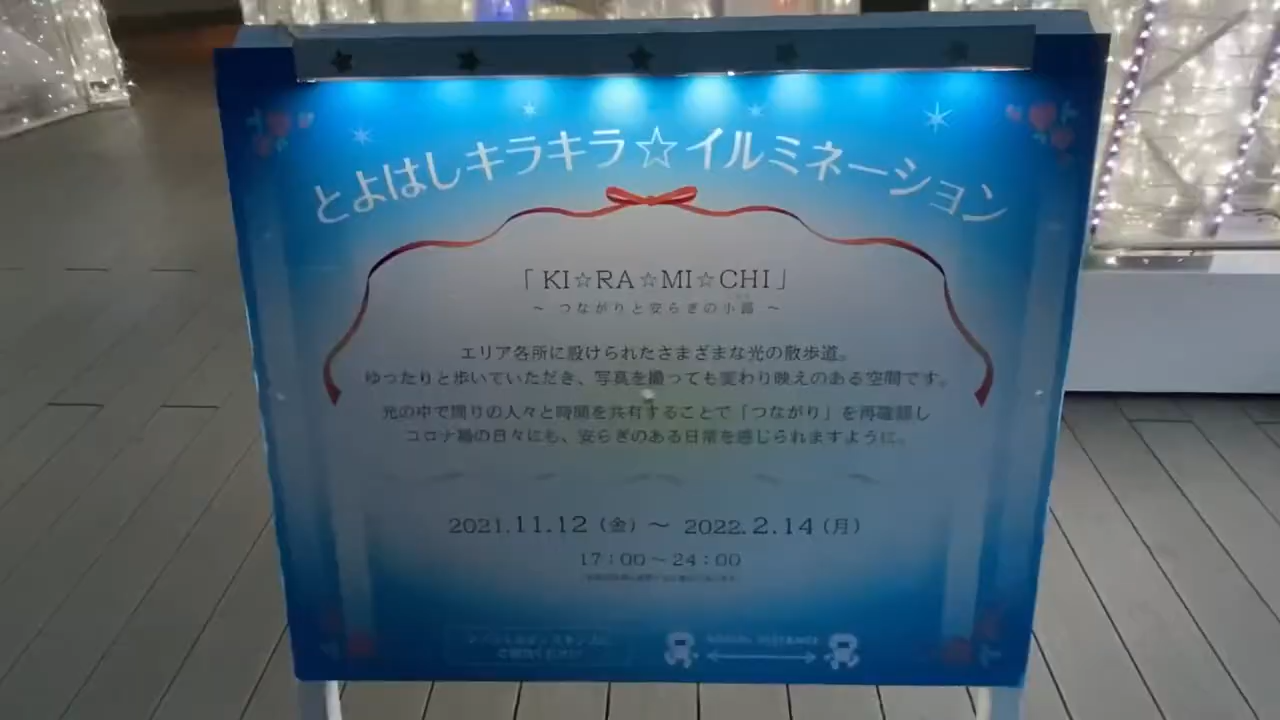 とよはしキラキラ☆イルミネーション
「KI☆RA☆MI☆CHI」
～ つながりと安らぎの小路 ～
エリア各所に設けられたさまざまな光の散歩道。
ゆったりと歩いていただき、写真を撮っても変わり映えのある空間です。
光の中で周りの人々と時間を共有することで「つながり」を再確認し
コロナ禍の日々にも、安らぎのある日常を感じられますように。
2021.11.12（金）～ 2022.2.14（月）
17：00～24：00
SOCIAL DISTANCE